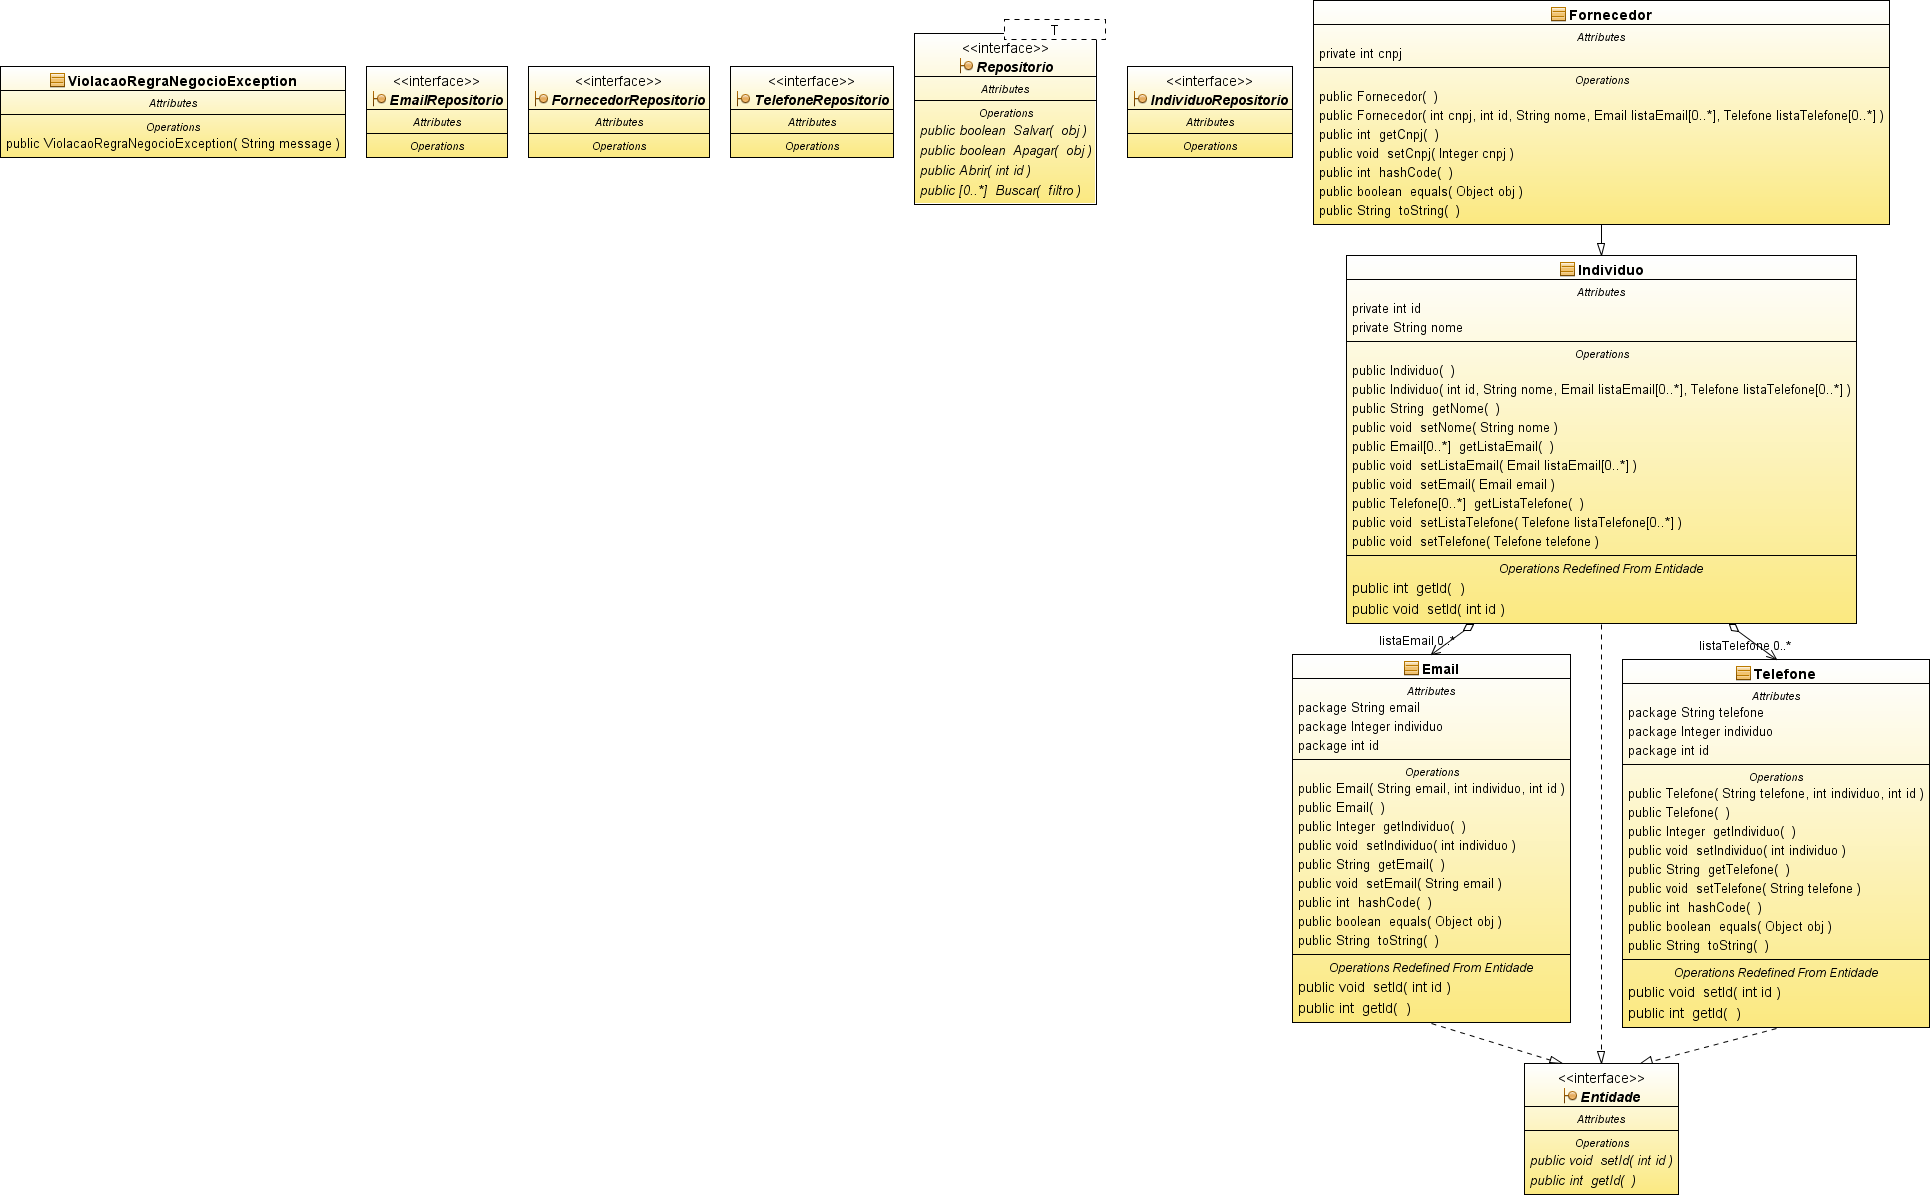 ViolacaoRegraNegocioException
Attributes
Operations
public ViolacaoRegraNegocioException( String message )
<<interface>>
EmailRepositorio
Attributes
Operations
<<interface>>
FornecedorRepositorio
Attributes
Operations
<<interface>>
TelefoneRepositorio
Attributes
Operations
T
<<interface>>
Repositorio
Attributes
Operations
public boolean Salvar( obj )
public boolean Apagar( obj )
public Abrir( int id )
public [0..*] Buscar( filtro )
<<interface>>
IndividuoRepositorio
Attributes
Operations
Fornecedor
Attributes
private int cnpj
Operations
public Fornecedor( )
public Fornecedor( int cnpj, int id, String nome, Email listaEmail[0..*], Telefone listaTelefone[0..*] )
public int getCnpj( )
public void setCnpj( Integer cnpj )
public int hashCode( )
public boolean equals( Object obj )
public String toString( )
Individuo
Attributes
private int id
private String nome
Operations
public Individuo( )
public Individuo( int id, String nome, Email listaEmail[0..*], Telefone listaTelefone[0..*] )
public String getNome( )
public void setNome( String nome )
public Email[0..*] getListaEmail( )
public void setListaEmail( Email listaEmail[0..*] )
public void setEmail( Email email )
public Telefone[0..*] getListaTelefone( )
public void setListaTelefone( Telefone listaTelefone[0..*] )
public void setTelefone( Telefone telefone )
Operations Redefined From Entidade
public int getId( )
public void setId( int id )
listaEmail 0..*
listaTelefone 0..*
Email
Attributes
package String email
package Integer individuo
package int id
Operations
public Email( String email, int individuo, int id )
public Email( )
public Integer getIndividuo( )
public void setIndividuo( int individuo )
public String getEmail( )
public void setEmail( String email )
public int hashCode( )
public boolean equals( Object obj )
public String toString( )
Operations Redefined From Entidade
public void setId( int id )
public int getId( )
Telefone
Attributes
package String telefone
package Integer individuo
package int id
Operations
public Telefone( String telefone, int individuo, int id )
public Telefone( )
public Integer getIndividuo( )
public void setIndividuo( int individuo )
public String getTelefone( )
public void setTelefone( String telefone )
public int hashCode( )
public boolean equals( Object obj )
public String toString( )
Operations Redefined From Entidade
public void setId( int id )
public int getId( )
<<interface>>
Entidade
Attributes
Operations
public void setId( int id )
public int getId( )